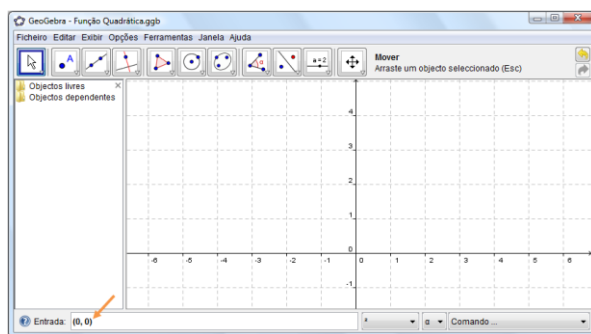 GeoGebra - Função Quadrática.ggb
Ficheiro Editar Exibir Opções Ferramentas Janela Ajuda
A
α
a=2
Mover
Arraste um objecto seleccionado (Esc)
Objectos livres
Objectos dependentes
4
3
2
1
0
-6 -5 -4 -3 -2 -1 0 1 2 3 4 5 6
-1
Entrada: (0, 0)
² α Comando ...